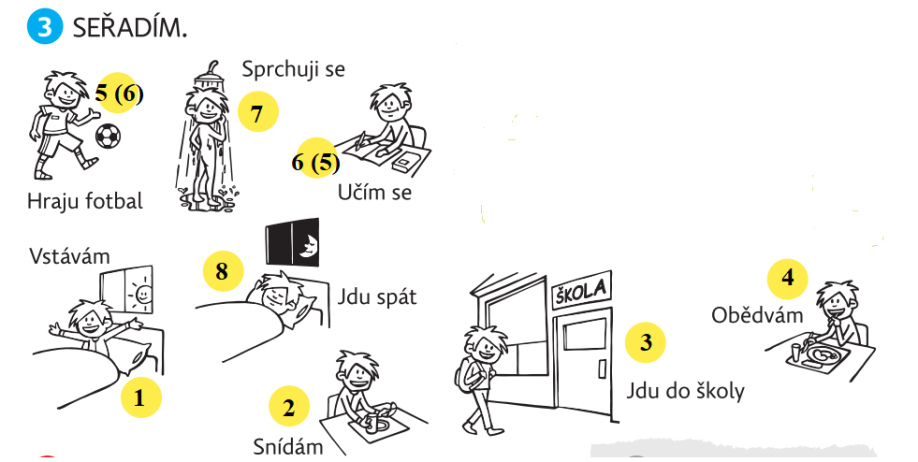 3 SEŘADÍM.
Sprchuji se
5 (6)
7
6 (5)
Učím se
Hraju fotbal
Vstávám
8
Jdu spát
ŠKOLA
4
Obědvám
3
Jdu do školy
1
2
Snídám